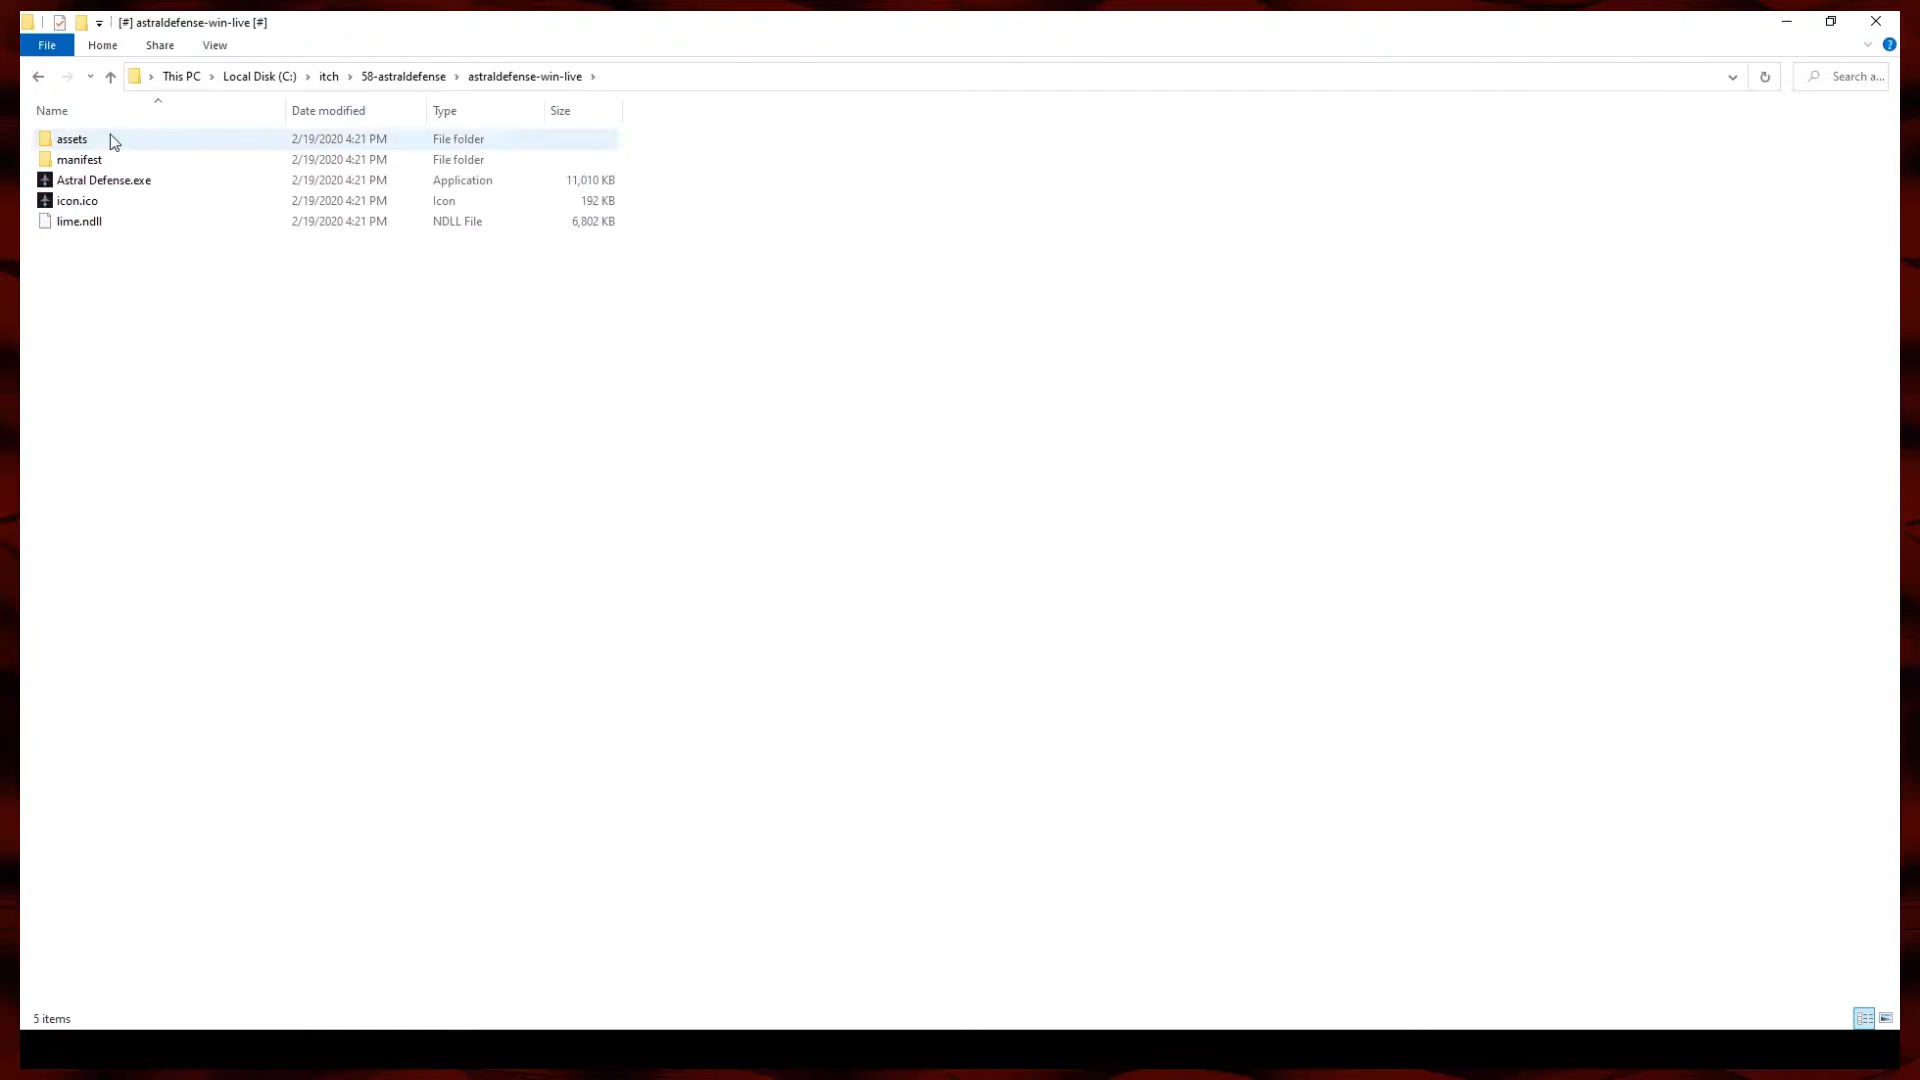 [#] astraldefense-win-live [#]
File Home Share View
This PC Local Disk (C:) itch 58-astraldefense astraldefense-win-live Search a...
Name Date modified Type Size
assets 2/19/2020 4:21 PM File folder
manifest 2/19/2020 4:21 PM File folder
Astral Defense.exe 2/19/2020 4:21 PM Application 11,010 KB
icon.ico 2/19/2020 4:21 PM Icon 192 KB
lime.ndll 2/19/2020 4:21 PM NDLL File 6,802 KB
5 items